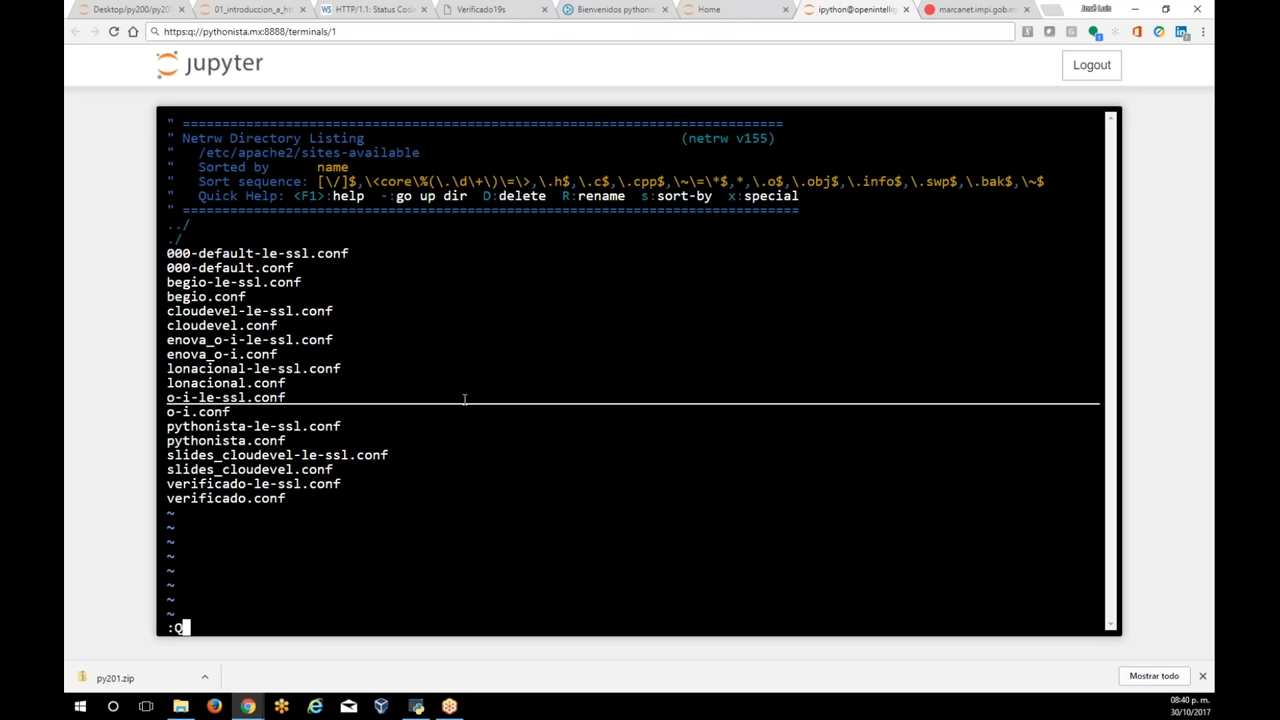 Desktop/py200/py20
01_introduccion_a_ht
HTTP/1.1: Status Code
Verificado19s
Bienvenidos pythonis
Home
ipython@openintellig
marcanet.impi.gob.m
José Luis
https:q://pythonista.mx:8888/terminals/1
jupyter
Logout
" ============================================================================
" Netrw Directory Listing (netrw v155)
" /etc/apache2/sites-available
" Sorted by name
" Sort sequence: [\/]$,\<core\%(\.\d\+\)\=\>,\.h$,\.c$,\.cpp$,\~\=\*$,*,\.o$,\.obj$,\.info$,\.swp$,\.bak$,\~$
" Quick Help: <F1>:help -:go up dir D:delete R:rename s:sort-by x:special
" ==============================================================================
../
./
000-default-le-ssl.conf
000-default.conf
begio-le-ssl.conf
begio.conf
cloudevel-le-ssl.conf
cloudevel.conf
enova_o-i-le-ssl.conf
enova_o-i.conf
lonacional-le-ssl.conf
lonacional.conf
o-i-le-ssl.conf
o-i.conf
pythonista-le-ssl.conf
pythonista.conf
slides_cloudevel-le-ssl.conf
slides_cloudevel.conf
verificado-le-ssl.conf
verificado.conf
~
~
~
~
~
~
~
~
:Q
py201.zip
Mostrar todo
08:40 p. m.
30/10/2017